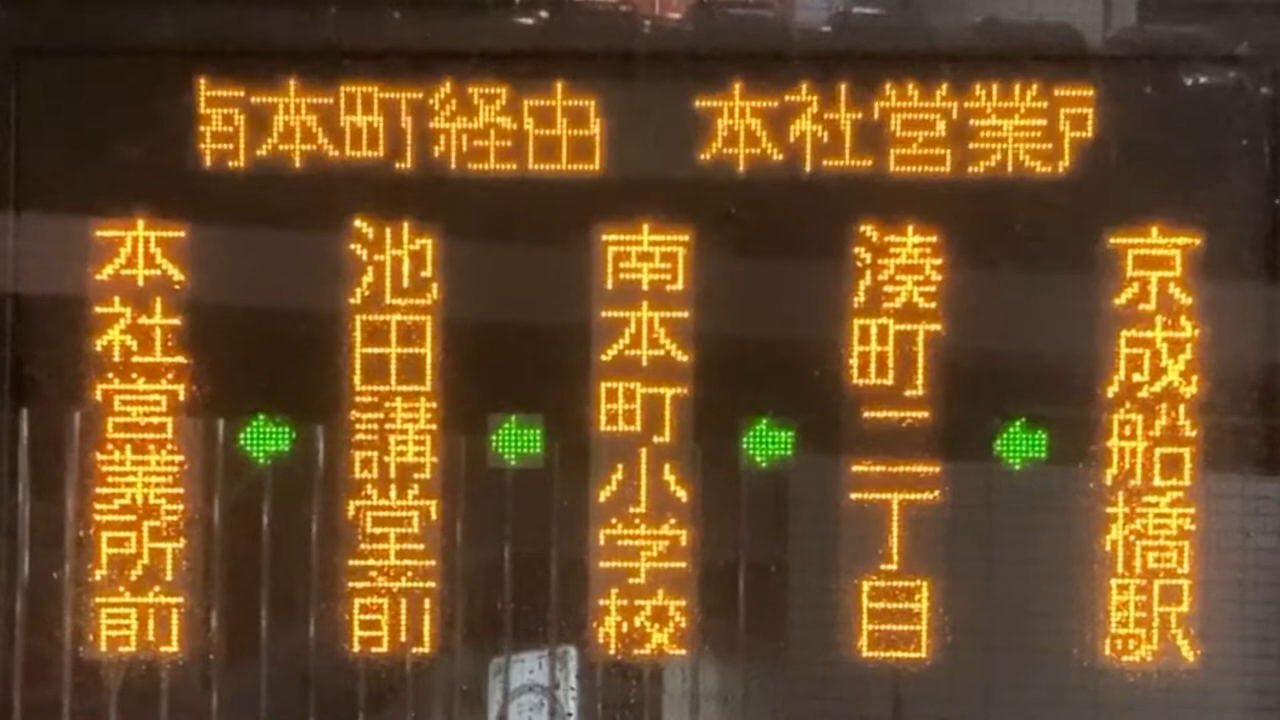 南本町経由 本社営業所
京成船橋駅
湊町二丁目
南本町小学校
池田講堂前
本社営業所前